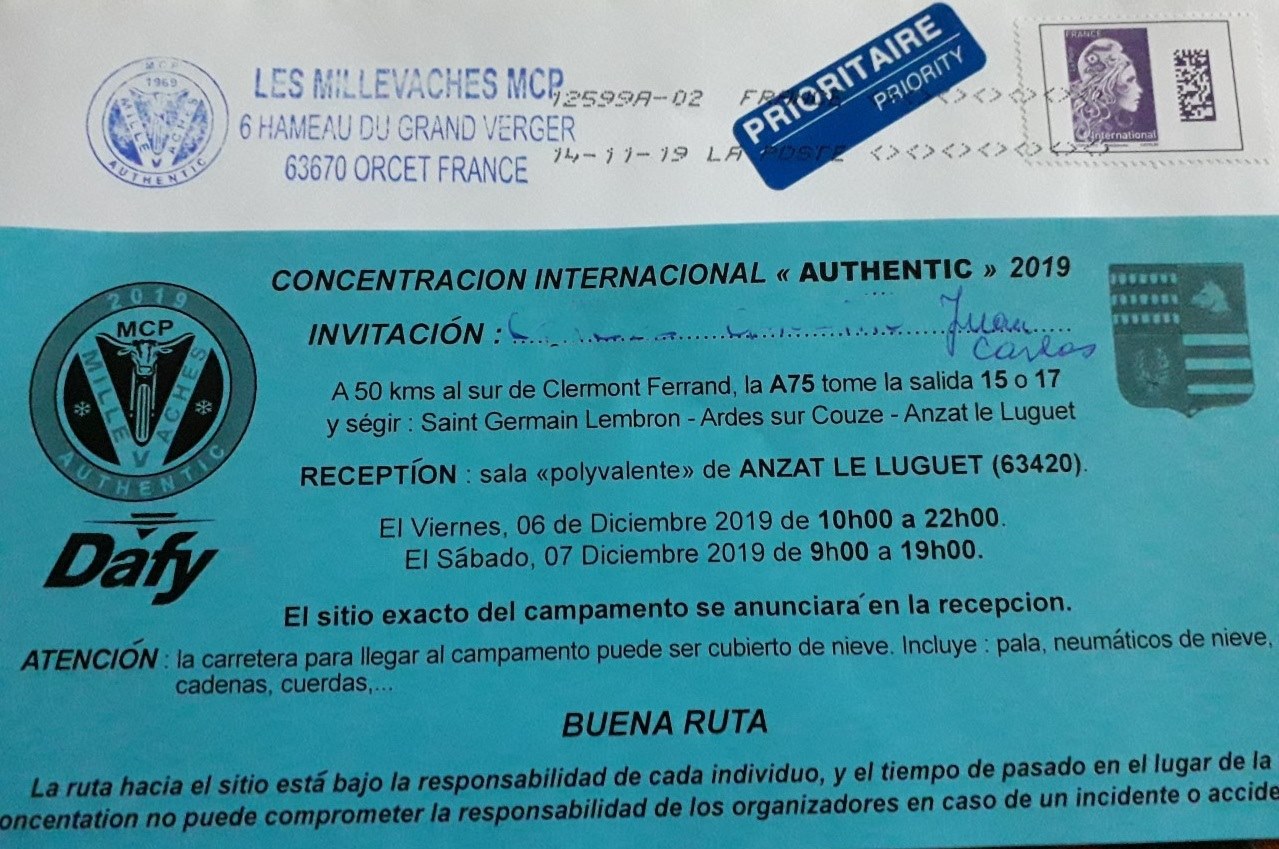 MCP
1969
MILLE VACHES
AUTHENTIC
LES MILLEVACHES MCP
6 HAMEAU DU GRAND VERGER
63670 ORCET FRANCE
12599A-02 FRANCE
14-11-19 LA POSTE
PRIORITAIRE
PRIORITY
FRANCE
International
CONCENTRACION INTERNACIONAL « AUTHENTIC » 2019
INVITACIÓN : Juan
Carlos
A 50 kms al sur de Clermont Ferrand, la A75 tome la salida 15 o 17
y ségir : Saint Germain Lembron - Ardes sur Couze - Anzat le Luguet
RECEPTÍON : sala «polyvalente» de ANZAT LE LUGUET (63420).
El Viernes, 06 de Diciembre 2019 de 10h00 a 22h00.
El Sábado, 07 Diciembre 2019 de 9h00 a 19h00.
2019
MCP
MILLE VACHES
AUTHENTIC
Dafy
El sitio exacto del campamento se anunciara´en la recepcion.
ATENCIÓN : la carretera para llegar al campamento puede ser cubierto de nieve. Incluye : pala, neumáticos de nieve,
cadenas, cuerdas,...
BUENA RUTA
La ruta hacia el sitio está bajo la responsabilidad de cada individuo, y el tiempo de pasado en el lugar de la
oncentation no puede comprometer la responsabilidad de los organizadores en caso de un incidente o accide